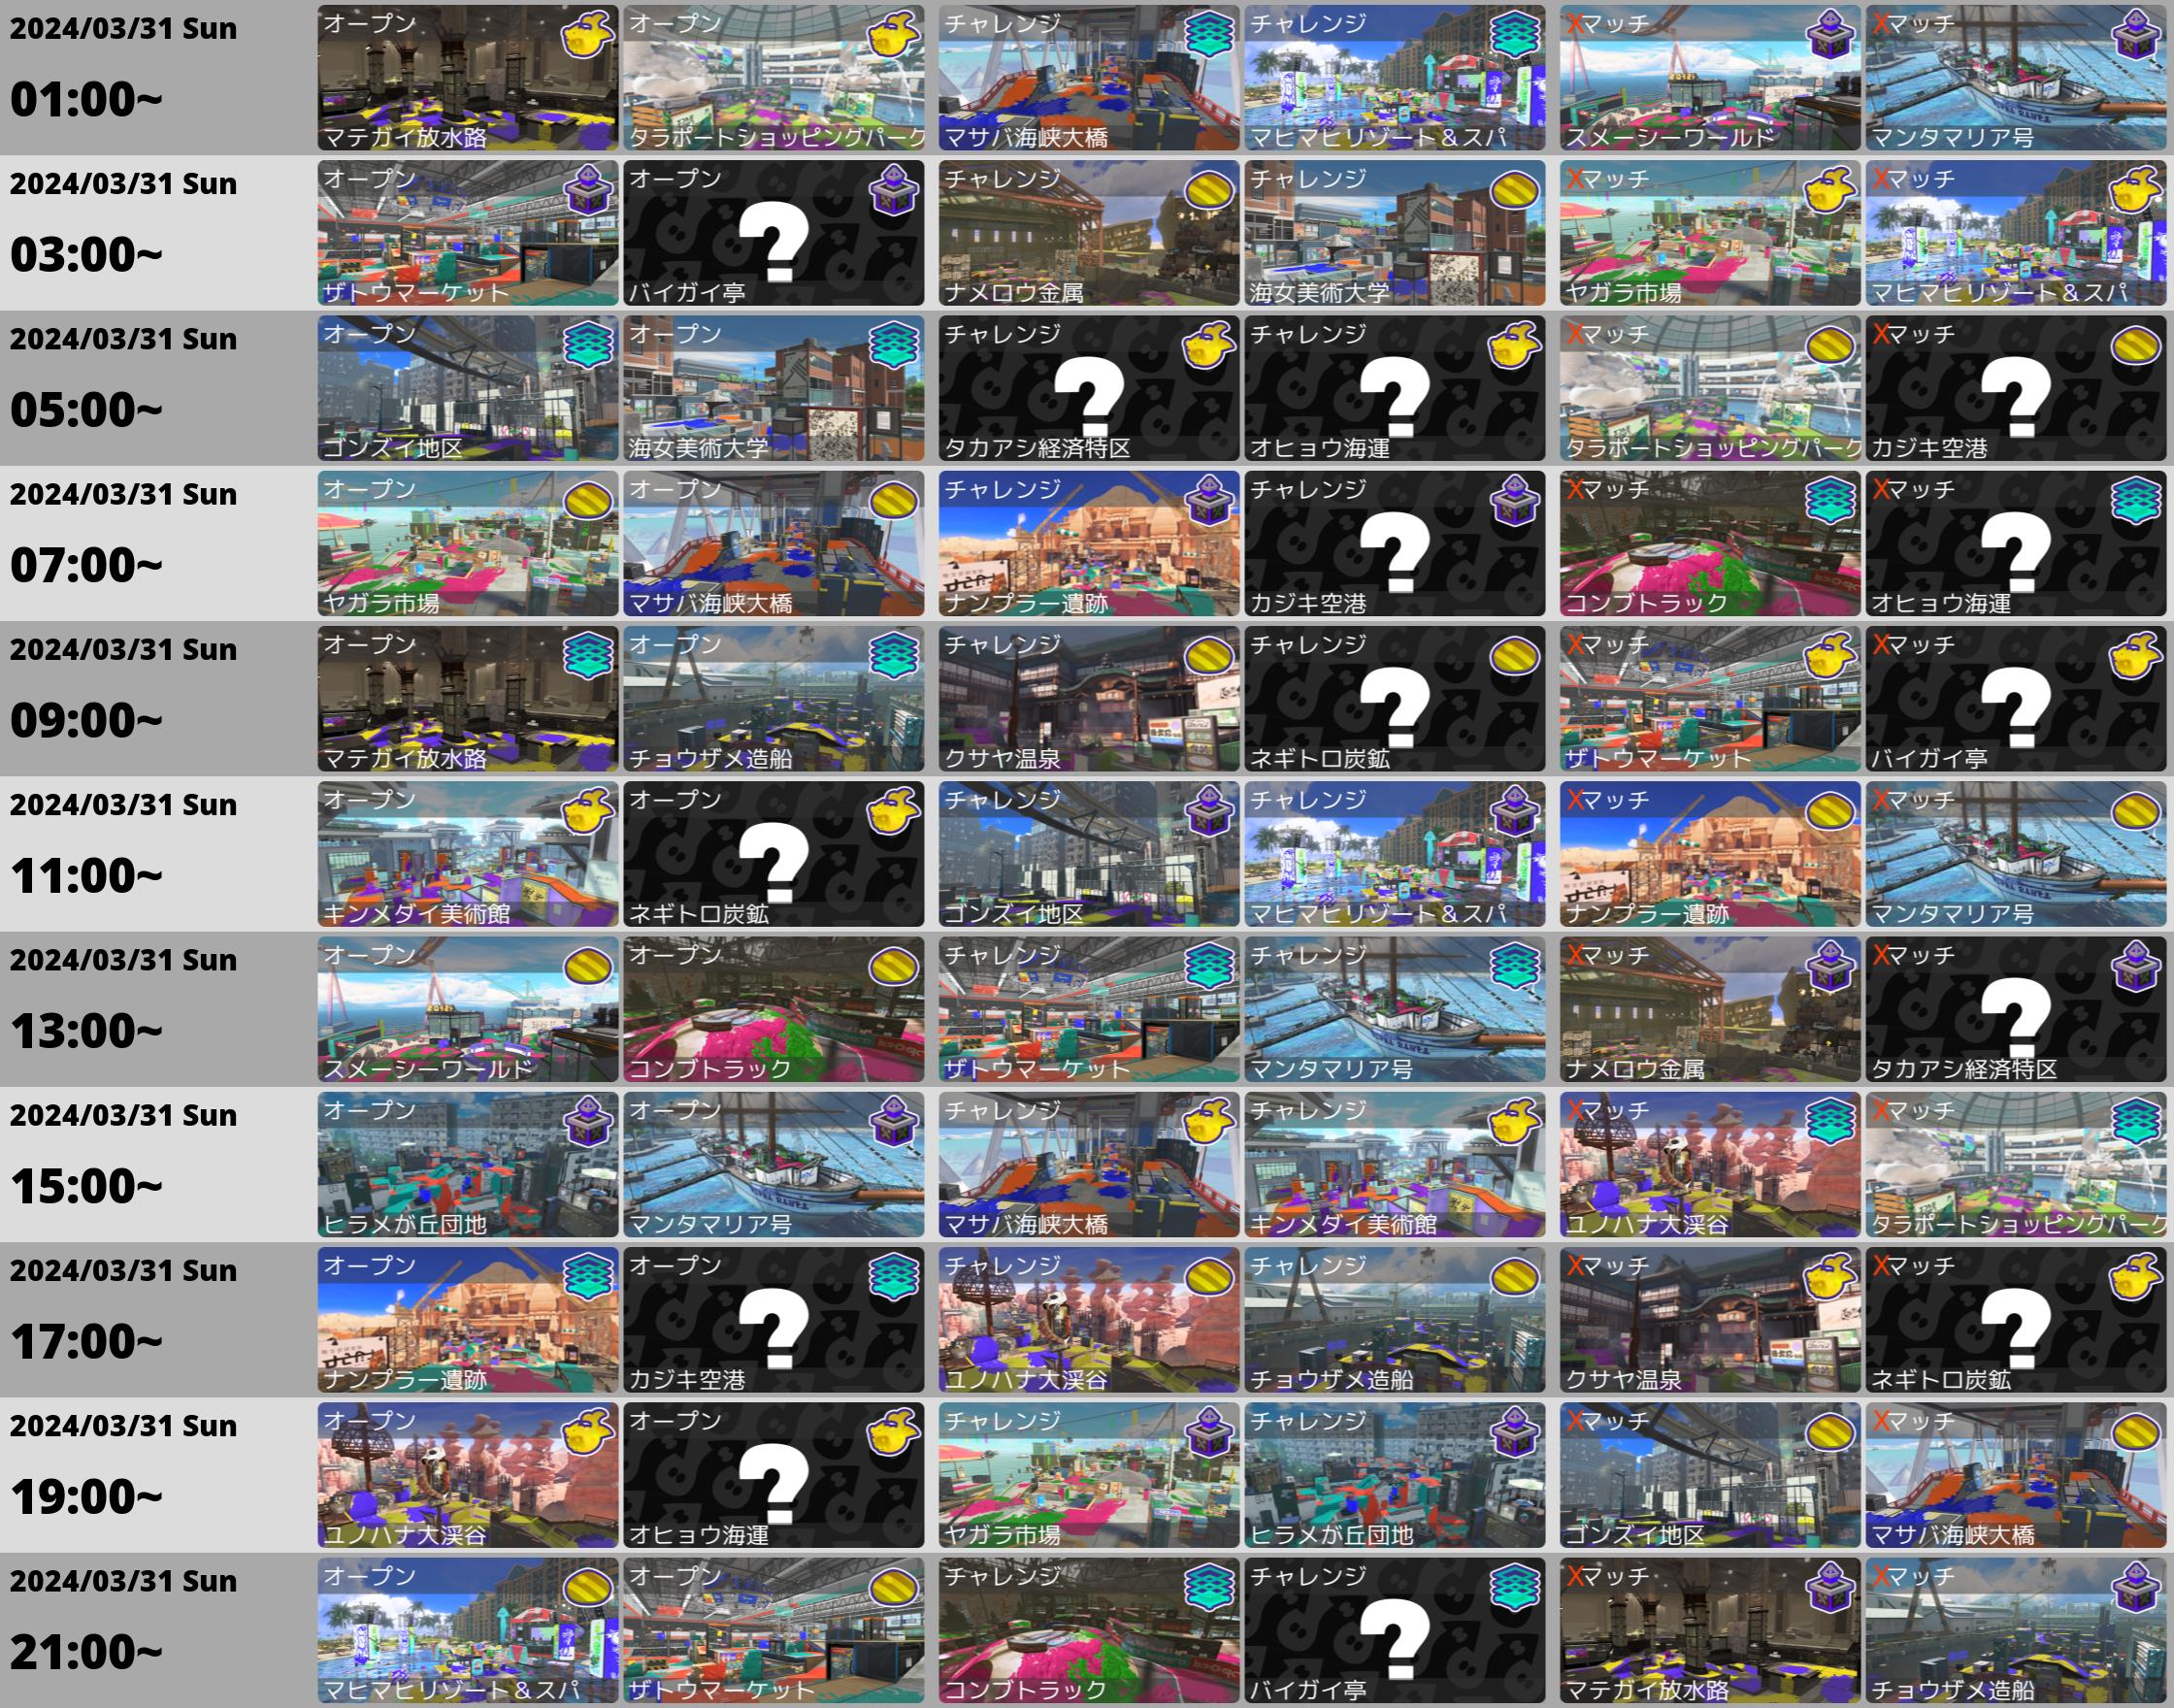 2024/03/31 Sun
01:00~
オープン
マテガイ放水路
オープン
タラポートショッピングパーク
チャレンジ
マサバ海峡大橋
チャレンジ
マヒマヒリゾート＆スパ
Xマッチ
スメーシーワールド
Xマッチ
マンタマリア号
2024/03/31 Sun
03:00~
オープン
ザトウマーケット
オープン
?
バイガイ亭
チャレンジ
ナメロウ金属
チャレンジ
海女美術大学
Xマッチ
ヤガラ市場
Xマッチ
マヒマヒリゾート＆スパ
2024/03/31 Sun
05:00~
オープン
ゴンズイ地区
オープン
海女美術大学
チャレンジ
?
タカアシ経済特区
チャレンジ
?
オヒョウ海運
Xマッチ
タラポートショッピングパーク
Xマッチ
?
カジキ空港
2024/03/31 Sun
07:00~
オープン
ヤガラ市場
オープン
マサバ海峡大橋
チャレンジ
ナンプラー遺跡
チャレンジ
?
カジキ空港
Xマッチ
コンブトラック
Xマッチ
?
オヒョウ海運
2024/03/31 Sun
09:00~
オープン
マテガイ放水路
オープン
チョウザメ造船
チャレンジ
クサヤ温泉
チャレンジ
?
ネギトロ炭鉱
Xマッチ
ザトウマーケット
Xマッチ
?
バイガイ亭
2024/03/31 Sun
11:00~
オープン
キンメダイ美術館
オープン
?
ネギトロ炭鉱
チャレンジ
ゴンズイ地区
チャレンジ
マヒマヒリゾート＆スパ
Xマッチ
ナンプラー遺跡
Xマッチ
マンタマリア号
2024/03/31 Sun
13:00~
オープン
スメーシーワールド
オープン
コンブトラック
チャレンジ
ザトウマーケット
チャレンジ
マンタマリア号
Xマッチ
ナメロウ金属
Xマッチ
?
タカアシ経済特区
2024/03/31 Sun
15:00~
オープン
ヒラメが丘団地
オープン
マンタマリア号
チャレンジ
マサバ海峡大橋
チャレンジ
キンメダイ美術館
Xマッチ
ユノハナ大渓谷
Xマッチ
タラポートショッピングパーク
2024/03/31 Sun
17:00~
オープン
ナンプラー遺跡
オープン
?
カジキ空港
チャレンジ
ユノハナ大渓谷
チャレンジ
チョウザメ造船
Xマッチ
クサヤ温泉
Xマッチ
?
ネギトロ炭鉱
2024/03/31 Sun
19:00~
オープン
ユノハナ大渓谷
オープン
?
オヒョウ海運
チャレンジ
ヤガラ市場
チャレンジ
ヒラメが丘団地
Xマッチ
ゴンズイ地区
Xマッチ
マサバ海峡大橋
2024/03/31 Sun
21:00~
オープン
マヒマヒリゾート＆スパ
オープン
ザトウマーケット
チャレンジ
コンブトラック
チャレンジ
?
バイガイ亭
Xマッチ
マテガイ放水路
Xマッチ
チョウザメ造船